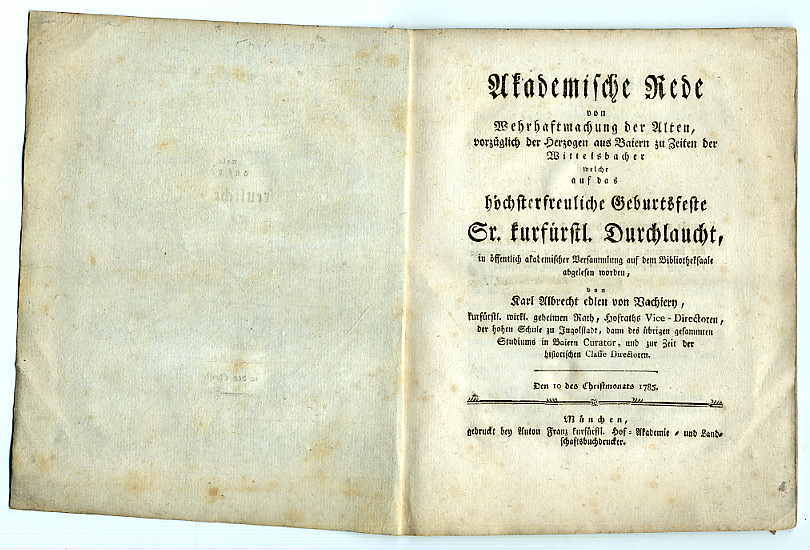 Akademische Rede
von
Wehrhaftmachung der Alten,
vorzüglich der Herzogen aus Baiern zu Zeiten der
Wittelsbacher
welche
auf das
höchsterfreuliche Geburtsfeste
Sr. kurfürstl. Durchlaucht,
in öffentlich akademischer Versammlung auf dem Bibliotheksaale
abgelesen worden,
von
Karl Albrecht edlen von Vachiery,
kurfürstl. wirkl. geheimen Rath, Hofraths Vice-Directoren,
der hohen Schule zu Ingolstadt, dann des übrigen gesammten
Studiums in Baiern Curator, und zur Zeit der
historischen Classe Directoren.
Den 10 des Christmonats 1785.
München,
gedruckt bey Anton Franz kurfürstl. Hof- Akademie - und Land-
schaftsbuchdrucker.